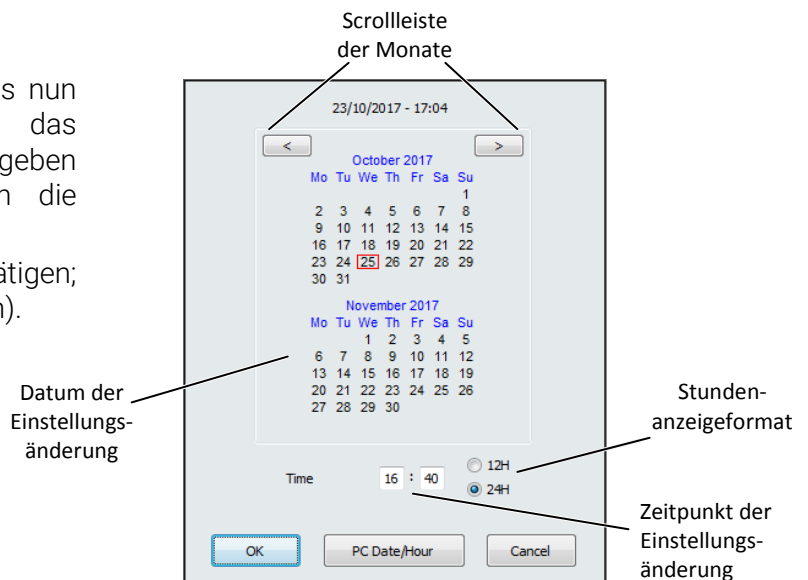 Scrollleiste
der Monate
s nun
das
geben
n die
ätigen;
n).
23/10/2017 - 17:04
< >
October 2017
Mo Tu We Th Fr Sa Su
1
2 3 4 5 6 7 8
9 10 11 12 13 14 15
16 17 18 19 20 21 22
23 24 25 26 27 28 29
30 31
November 2017
Mo Tu We Th Fr Sa Su
1 2 3 4 5
6 7 8 9 10 11 12
13 14 15 16 17 18 19
20 21 22 23 24 25 26
27 28 29 30
Datum der
Einstellungs-
änderung
Stunden-
anzeigeformat
Time 16 : 40
12H
24H
Zeitpunkt der
Einstellungs-
änderung
OK PC Date/Hour Cancel